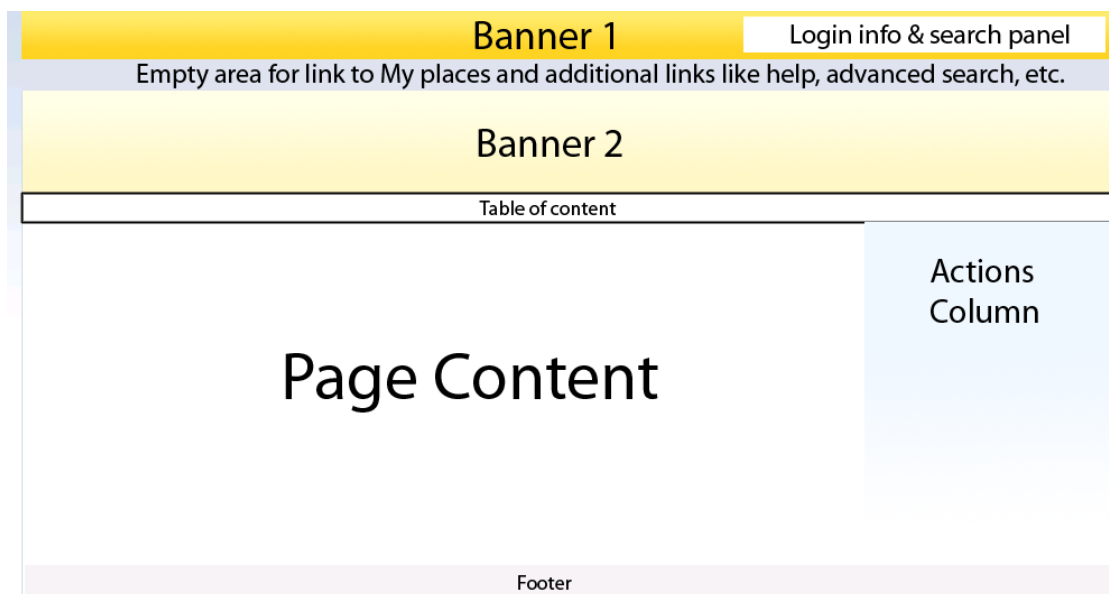 Banner 1
Login info & search panel
Empty area for link to My places and additional links like help, advanced search, etc.
Banner 2
Table of content
Actions
Column
Page Content
Footer